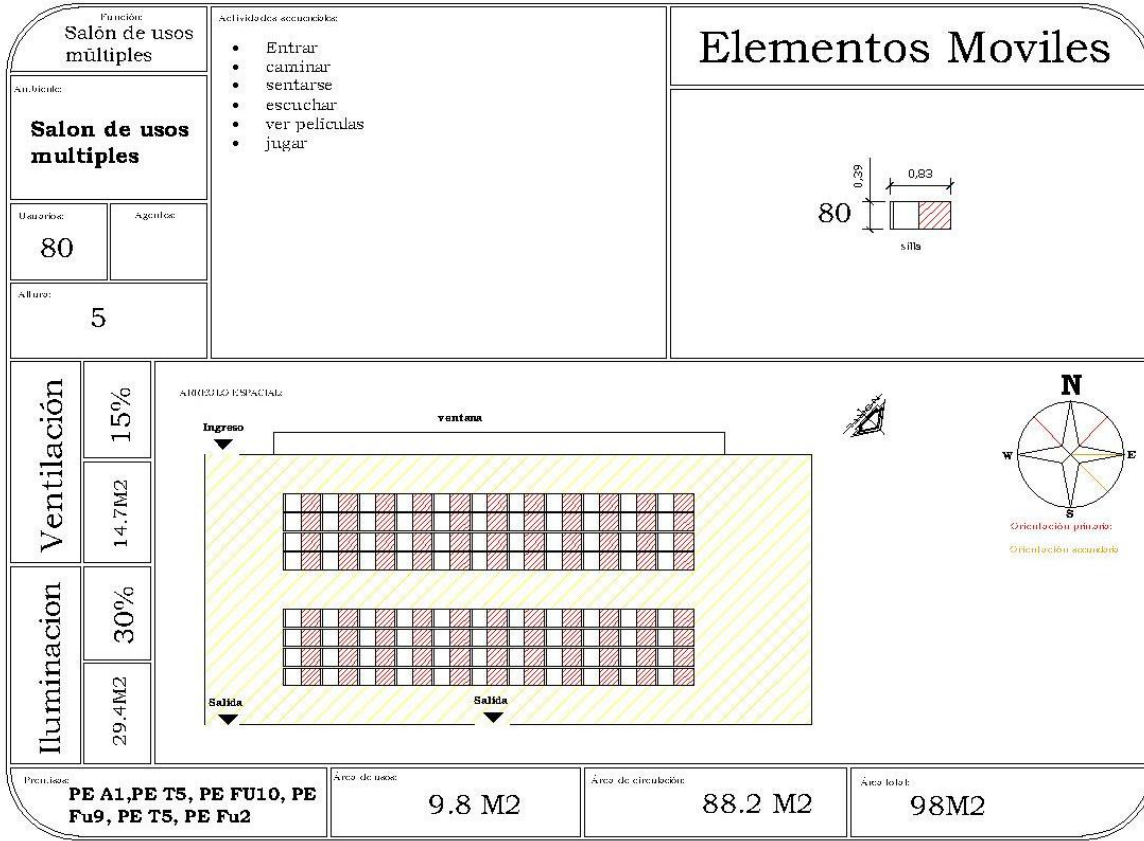 Función:
Salón de usos
múltiples
Actividades secuenciales:
• Entrar
• caminar
• sentarse
• escuchar
• ver películas
• jugar
Elementos Moviles
Ambiente:
Salon de usos
multiples
Usuarios:
80
Agentes:
Altura:
5
0,39
0,83
80
silla
Ventilación
15%
14.7M2
Iluminacion
30%
29.4M2
ARREGLO ESPACIAL:
Ingreso
ventana
Salida
Salida
N
W
E
S
Orientación primaria:
Orientación secundaria
Premisas:
PE A1,PE T5, PE FU10, PE
Fu9, PE T5, PE Fu2
Área de usos:
9.8 M2
Área de circulación:
88.2 M2
Área total:
98M2